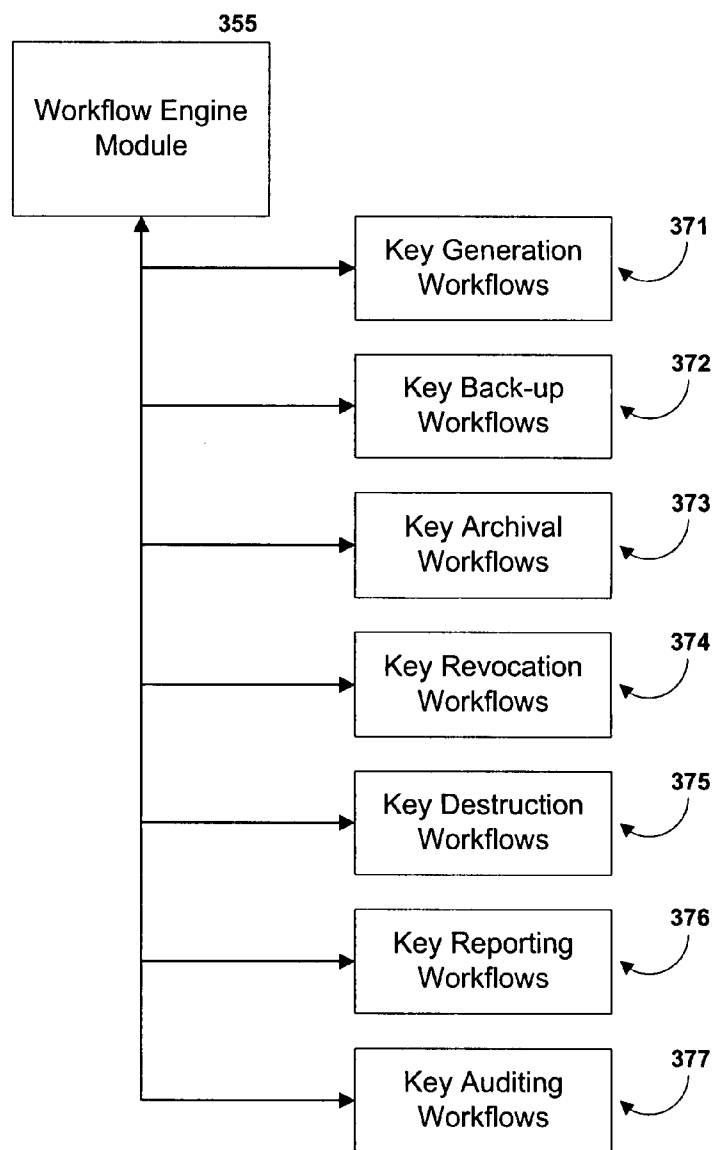 355
Workflow Engine
Module
371
Key Generation
Workflows
372
Key Back-up
Workflows
373
Key Archival
Workflows
374
Key Revocation
Workflows
375
Key Destruction
Workflows
376
Key Reporting
Workflows
377
Key Auditing
Workflows